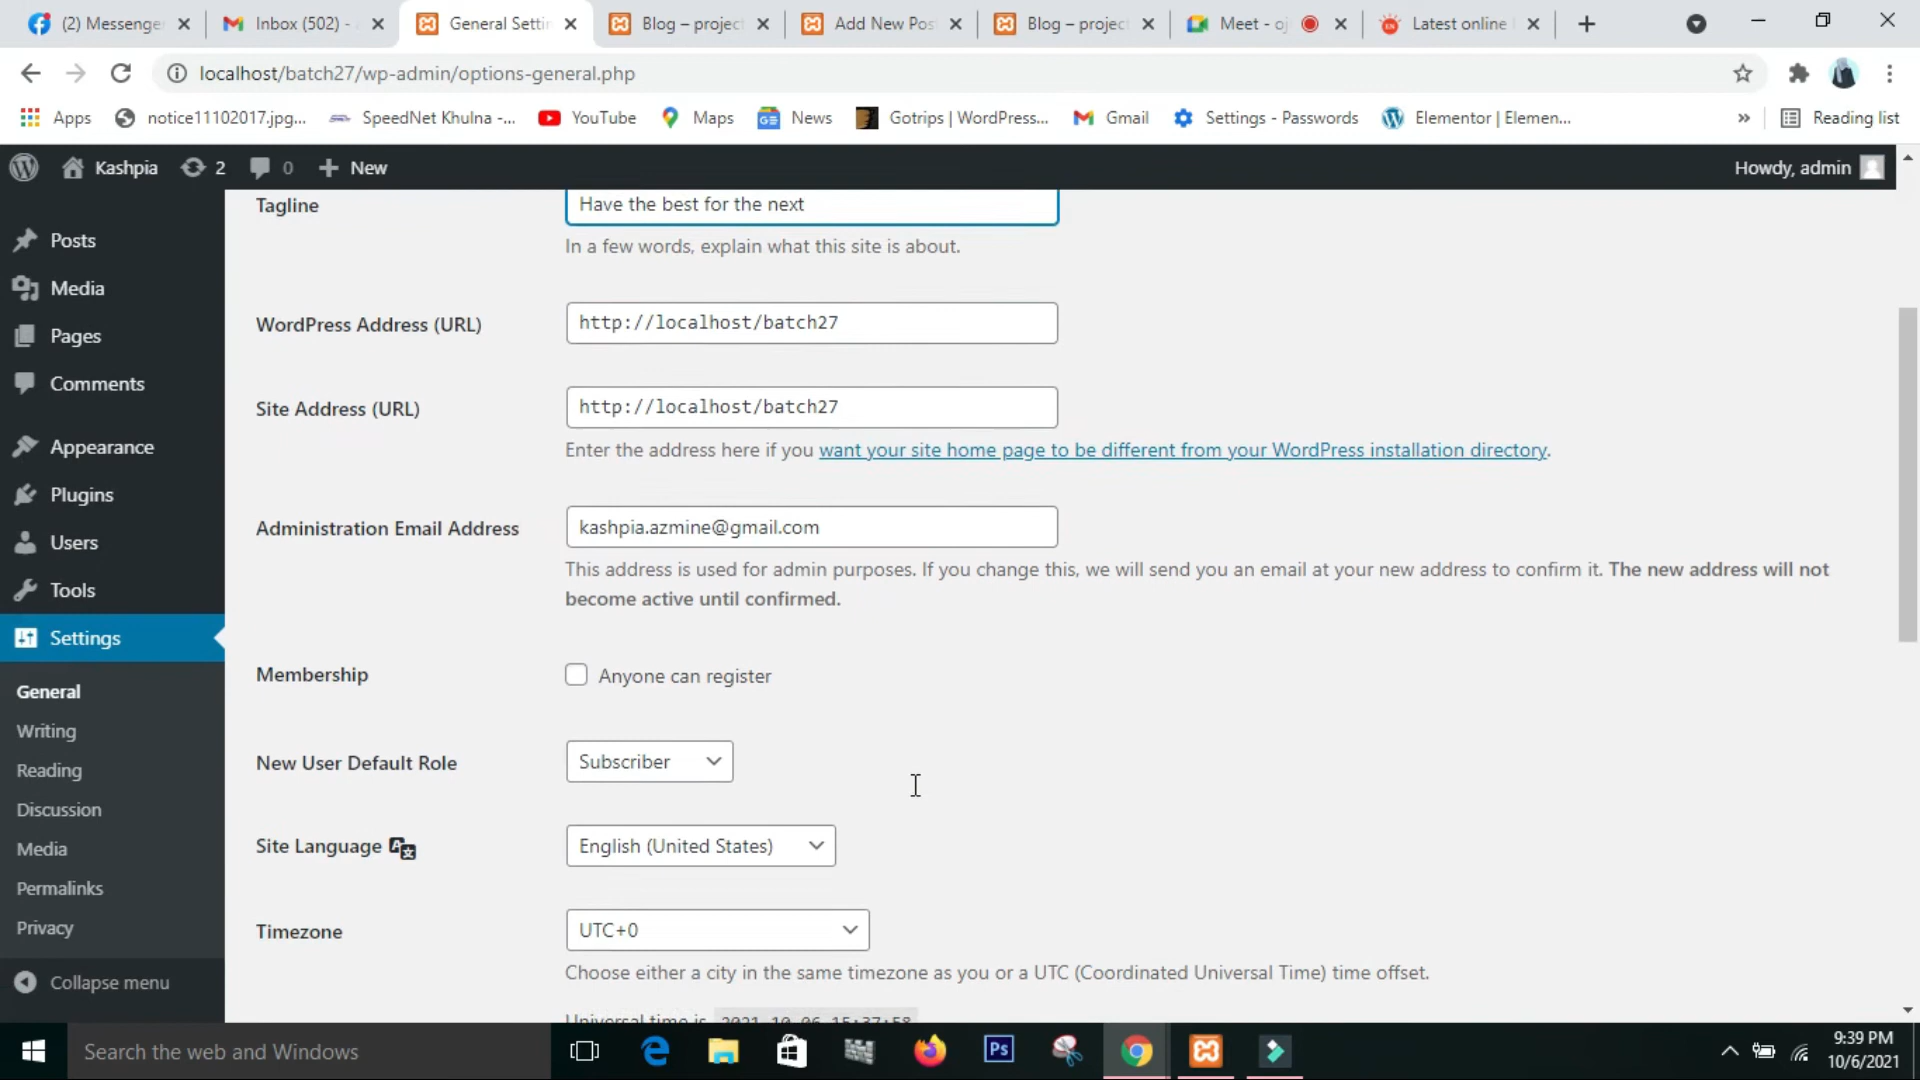 (2) Messenge
Inbox (502) -
General Settin
Blog – project
Add New Pos
Blog – project
Meet - oj
Latest online
localhost/batch27/wp-admin/options-general.php
Apps
notice11102017.jpg...
SpeedNet Khulna -...
YouTube
Maps
News
Gotrips | WordPress...
Gmail
Settings - Passwords
Elementor | Elemen...
»
Reading list
Kashpia
2
0
New
Howdy, admin
Posts
Media
Pages
Comments
Appearance
Plugins
Users
Tools
Settings
General
Writing
Reading
Discussion
Media
Permalinks
Privacy
Collapse menu
Tagline
Have the best for the next
In a few words, explain what this site is about.
WordPress Address (URL)
http://localhost/batch27
Site Address (URL)
http://localhost/batch27
Enter the address here if you want your site home page to be different from your WordPress installation directory.
Administration Email Address
kashpia.azmine@gmail.com
This address is used for admin purposes. If you change this, we will send you an email at your new address to confirm it. The new address will not
become active until confirmed.
Membership
Anyone can register
New User Default Role
Subscriber
Site Language
English (United States)
Timezone
UTC+0
Choose either a city in the same timezone as you or a UTC (Coordinated Universal Time) time offset.
Universal time is 2021-10-06 15:37:58
Search the web and Windows
Ps
9:39 PM
10/6/2021